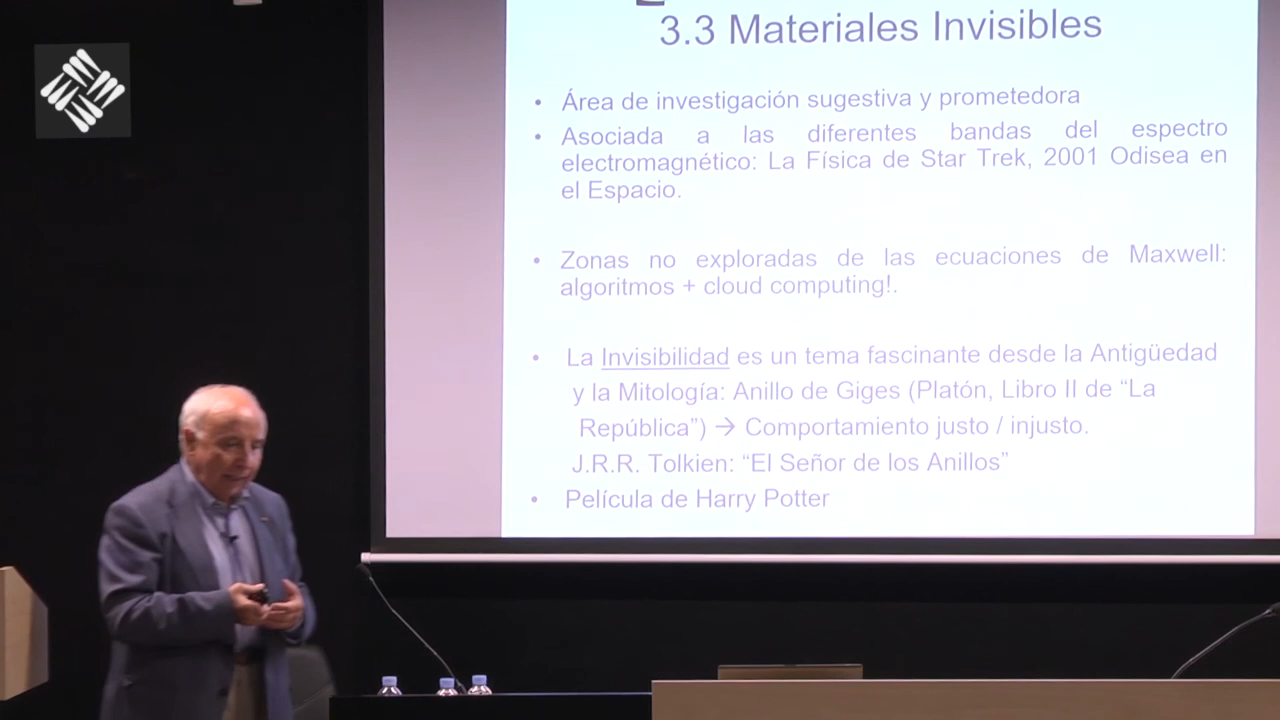 3.3 Materiales Invisibles
• Área de investigación sugestiva y prometedora
• Asociada a las diferentes bandas del espectro
electromagnético: La Física de Star Trek, 2001 Odisea en
el Espacio.
• Zonas no exploradas de las ecuaciones de Maxwell:
algoritmos + cloud computing!.
• La Invisibilidad es un tema fascinante desde la Antigüedad
y la Mitología: Anillo de Giges (Platón, Libro II de “La
República”) → Comportamiento justo / injusto.
J.R.R. Tolkien: “El Señor de los Anillos”
• Película de Harry Potter